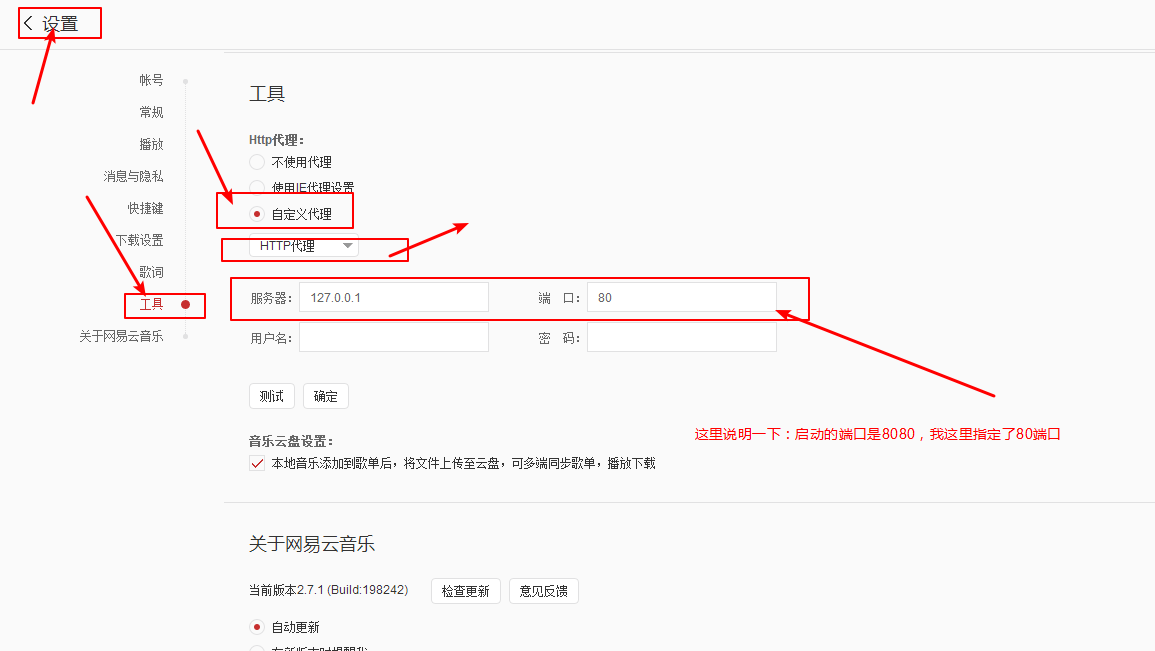 设置
帐号
常规
播放
消息与隐私
快捷键
下载设置
歌词
工具
关于网易云音乐
工具
Http代理：
不使用代理
使用IE代理设置
自定义代理
HTTP代理
服务器： 127.0.0.1 端 口： 80
用户名： 密 码：
测试 确定
这里说明一下：启动的端口是8080，我这里指定了80端口
音乐云盘设置：
本地音乐添加到歌单后，将文件上传至云盘，可多端同步歌单，播放下载
关于网易云音乐
当前版本2.7.1 (Build:198242) 检查更新 意见反馈
自动更新
有新版本时提醒我